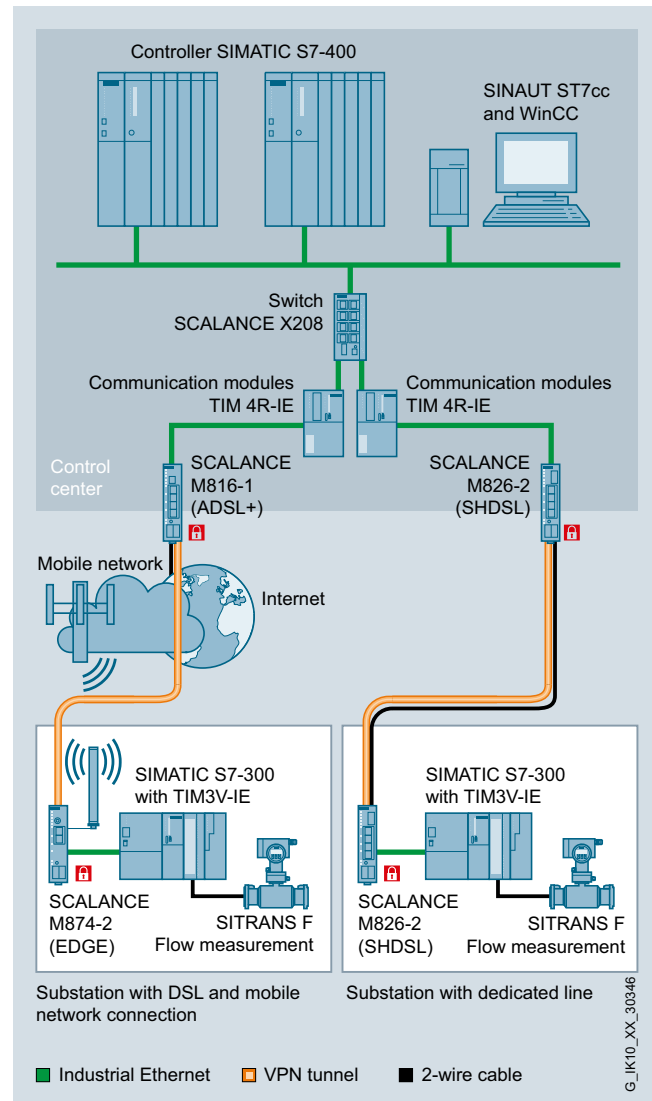 Controller SIMATIC S7-400
SINAUT ST7cc
and WinCC
Switch
SCALANCE X208
Communication modules
TIM 4R-IE
Communication modules
TIM 4R-IE
Control
center
SCALANCE
M816-1
(ADSL+)
SCALANCE
M826-2
(SHDSL)
Mobile network
Internet
SIMATIC S7-300
with TIM3V-IE
SCALANCE
M874-2
(EDGE)
SITRANS F
Flow measurement
SIMATIC S7-300
with TIM3V-IE
SCALANCE
M826-2
(SHDSL)
SITRANS F
Flow measurement
Substation with DSL and mobile
network connection
Substation with dedicated line
Industrial Ethernet
VPN tunnel
2-wire cable
G_IK10_XX_30346